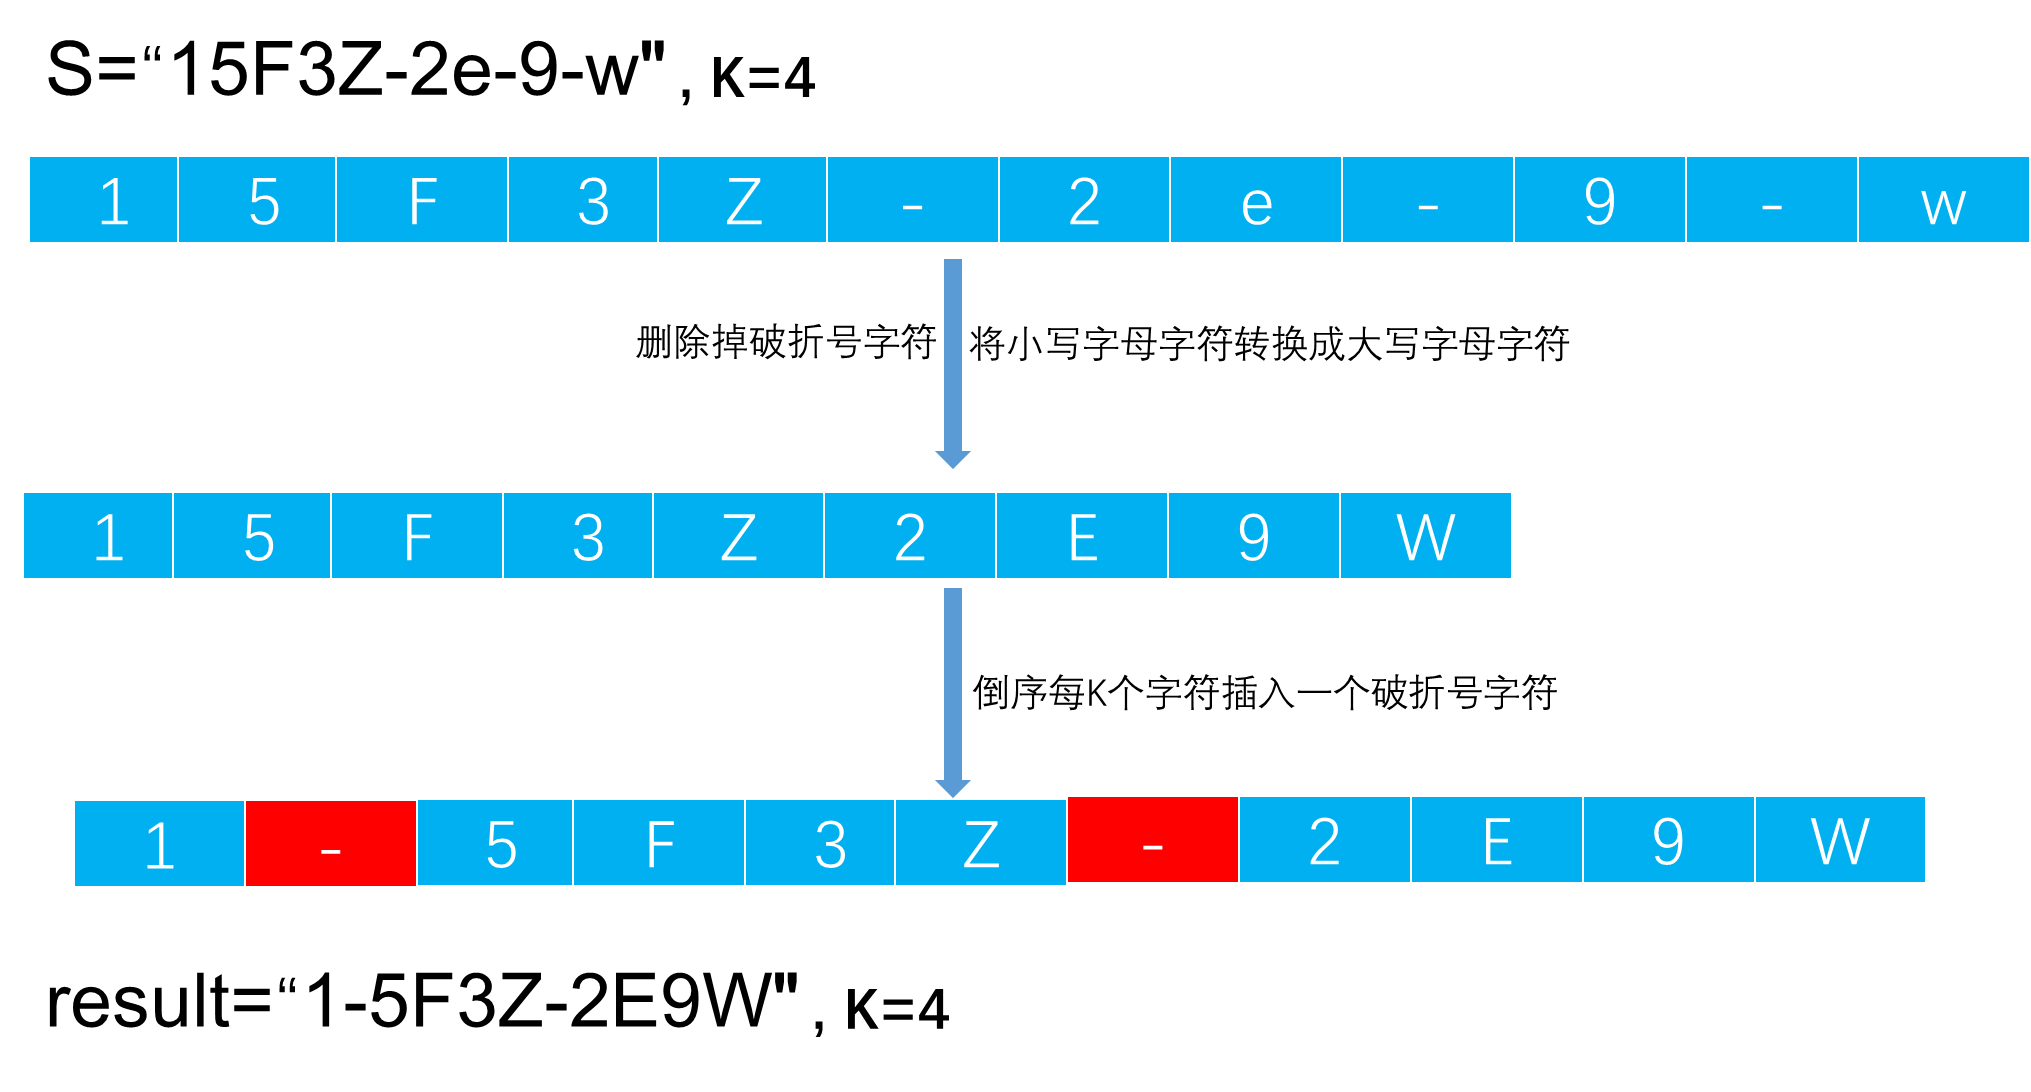 S=“15F3Z-2e-9-w", K=4
1 5 F 3 Z - 2 e - 9 - w
删除掉破折号字符 将小写字母字符转换成大写字母字符
1 5 F 3 Z 2 E 9 W
倒序每K个字符插入一个破折号字符
1 - 5 F 3 Z - 2 E 9 W
result=“1-5F3Z-2E9W", K=4